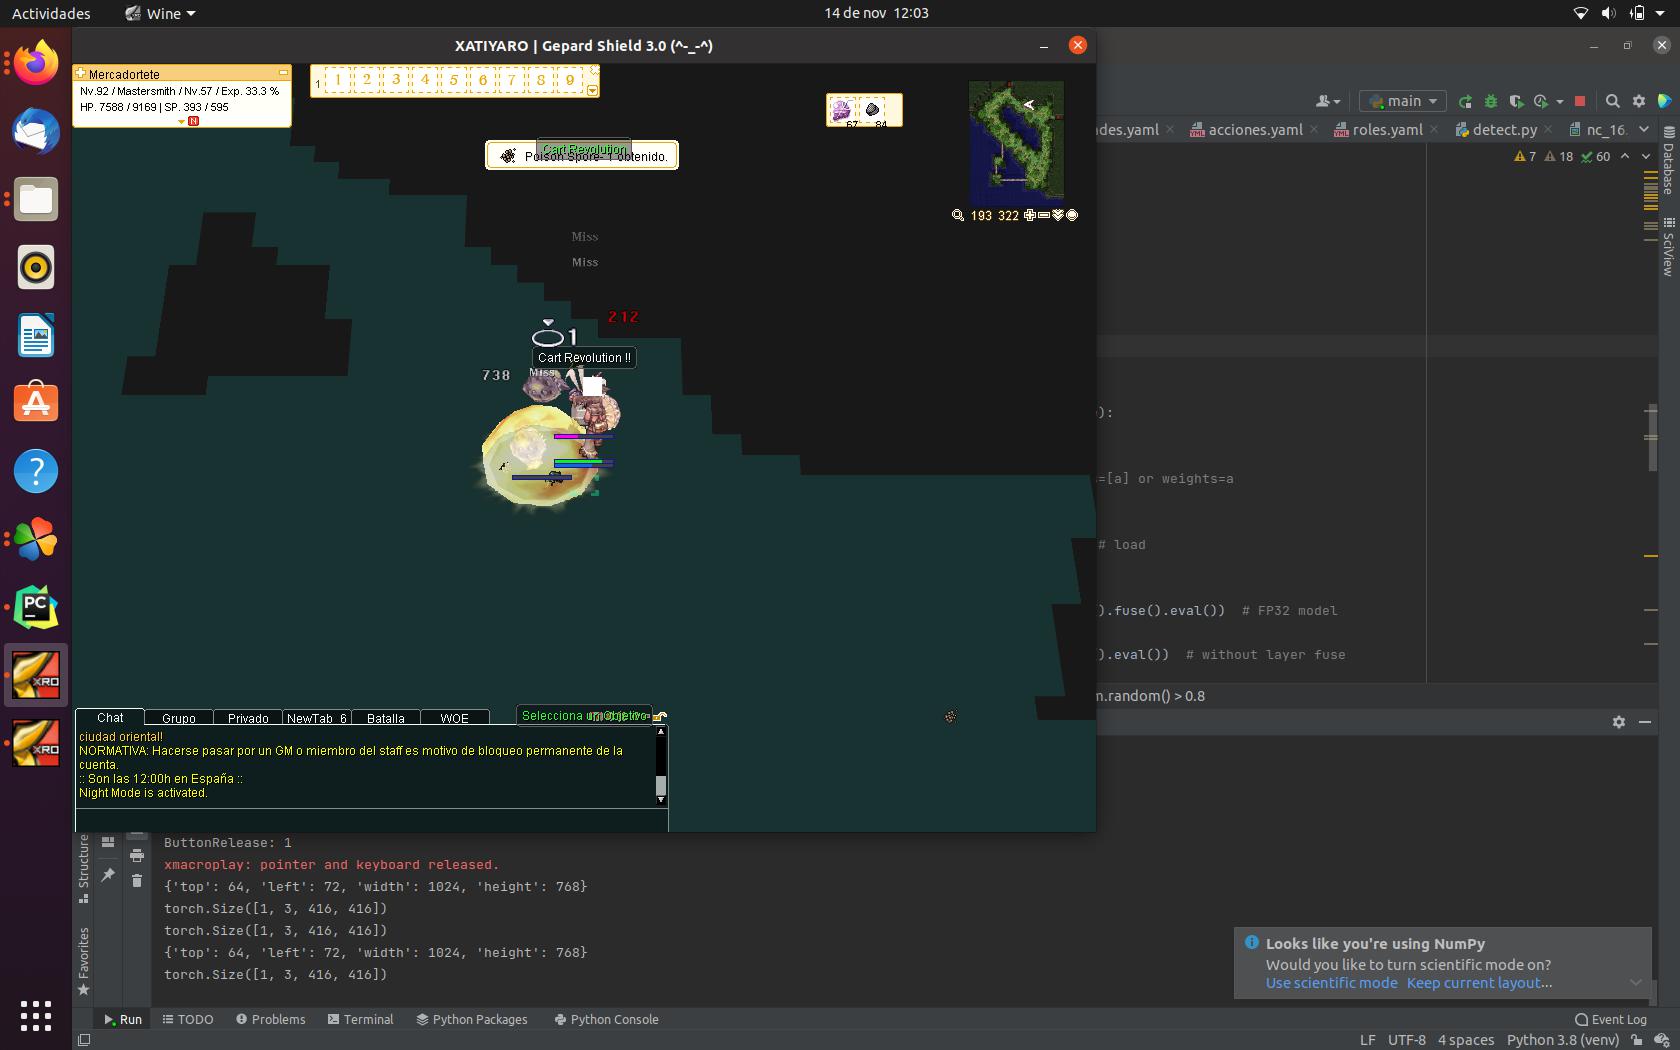 Actividades
Wine
14 de nov 12:03
XATIYARO | Gepard Shield 3.0 (^-_-^)
Mercadortete
Nv.92 / Mastersmith / Nv.57 / Exp. 33.3 %
HP. 7588 / 9169 | SP. 393 / 595
N
1 1 2 3 4 5 6 7 8 9
67 84
193 322
Cart Revolution
Poison Spore- 1 obtenido.
Miss
Miss
212
1
Cart Revolution !!
738
Miss
main
des.yaml
acciones.yaml
roles.yaml
detect.py
nc_16.
7 18 60
Database
SciView
):
=[a] or weights=a
# load
).fuse().eval()) # FP32 model
).eval()) # without layer fuse
m.random() > 0.8
Chat Grupo Privado NewTab_6 Batalla WOE
Selecciona un objetivo
ciudad oriental!
NORMATIVA: Hacerse pasar por un GM o miembro del staff es motivo de bloqueo permanente de la
cuenta.
:: Son las 12:00h en España ::
Night Mode is activated.
PC
XRO
XRO
Structure
Favorites
ButtonRelease: 1
xmacroplay: pointer and keyboard released.
{'top': 64, 'left': 72, 'width': 1024, 'height': 768}
torch.Size([1, 3, 416, 416])
torch.Size([1, 3, 416, 416])
{'top': 64, 'left': 72, 'width': 1024, 'height': 768}
torch.Size([1, 3, 416, 416])
Looks like you're using NumPy
Would you like to turn scientific mode on?
Use scientific mode Keep current layout...
Run TODO Problems Terminal Python Packages Python Console
Event Log
LF UTF-8 4 spaces Python 3.8 (venv)